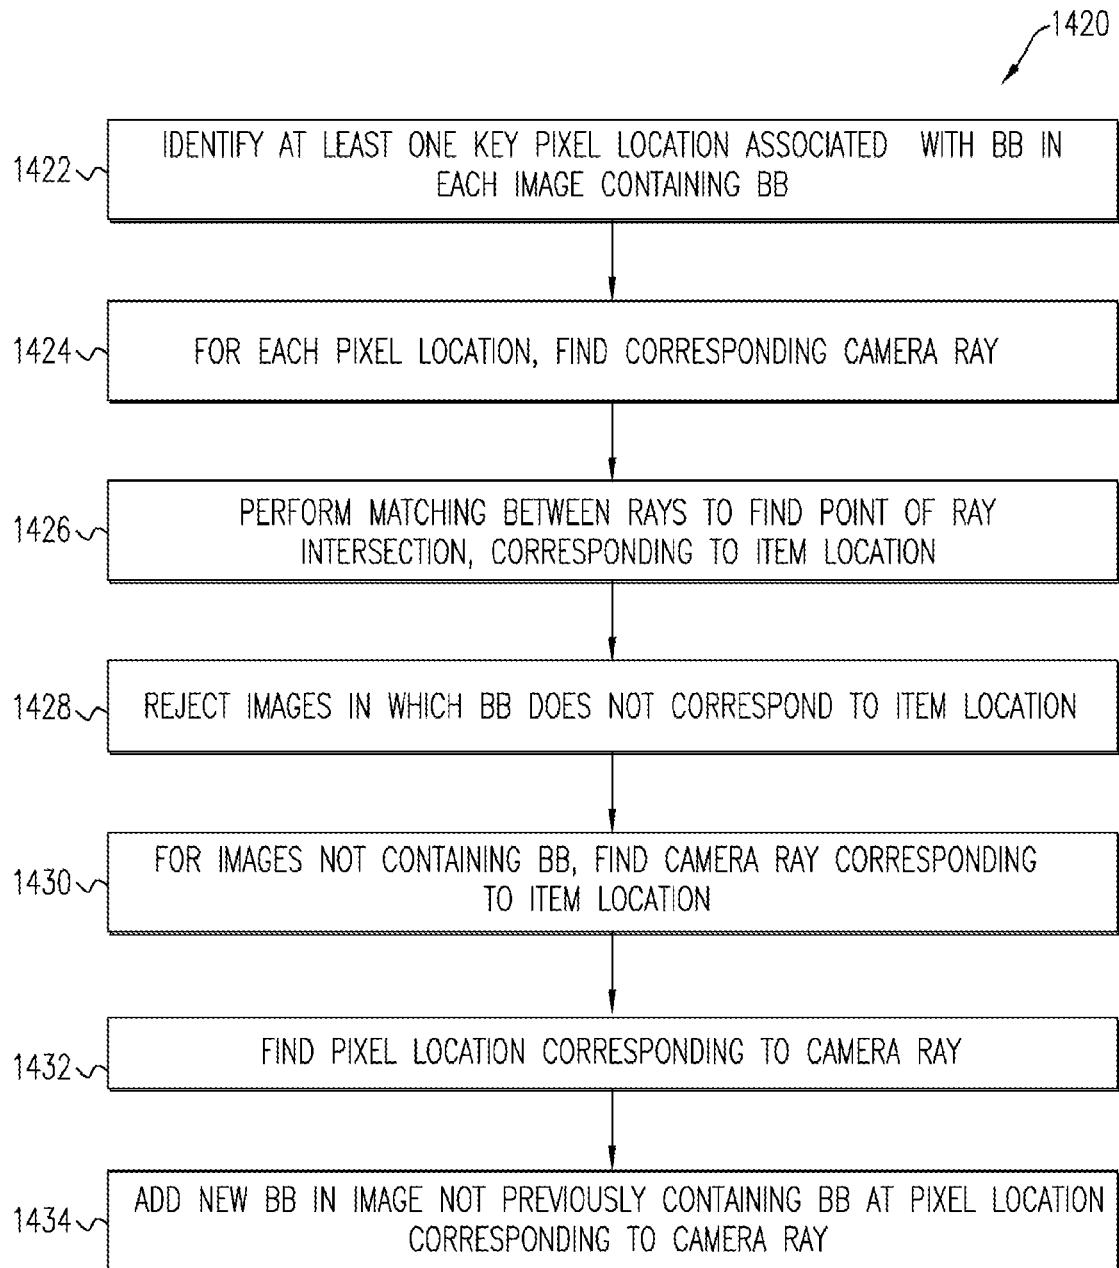 1420
1422
IDENTIFY AT LEAST ONE KEY PIXEL LOCATION ASSOCIATED WITH BB IN
EACH IMAGE CONTAINING BB
1424
FOR EACH PIXEL LOCATION, FIND CORRESPONDING CAMERA RAY
1426
PERFORM MATCHING BETWEEN RAYS TO FIND POINT OF RAY
INTERSECTION, CORRESPONDING TO ITEM LOCATION
1428
REJECT IMAGES IN WHICH BB DOES NOT CORRESPOND TO ITEM LOCATION
1430
FOR IMAGES NOT CONTAINING BB, FIND CAMERA RAY CORRESPONDING
TO ITEM LOCATION
1432
FIND PIXEL LOCATION CORRESPONDING TO CAMERA RAY
1434
ADD NEW BB IN IMAGE NOT PREVIOUSLY CONTAINING BB AT PIXEL LOCATION
CORRESPONDING TO CAMERA RAY